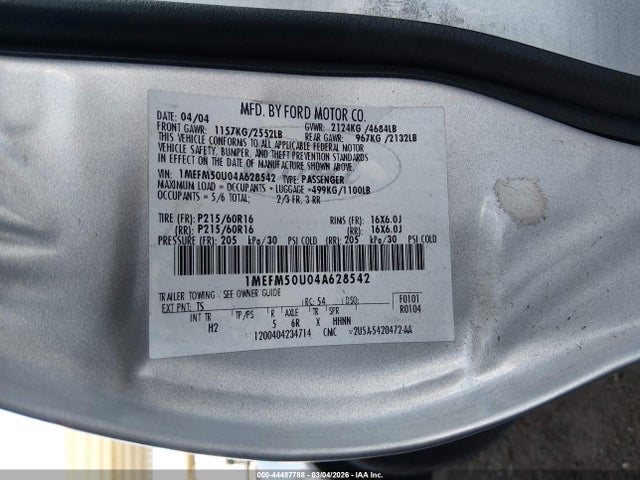 MFD. BY FORD MOTOR CO.
DATE: 04/04
FRONT GAWR: 1157KG/2552LB
GVWR: 2124KG/4684LB
REAR GAWR: 967KG/2132LB
THIS VEHICLE CONFORMS TO ALL APPLICABLE FEDERAL MOTOR
VEHICLE SAFETY, BUMPER, AND THEFT PREVENTION STANDARDS
IN EFFECT ON THE DATE OF MANUFACTURE SHOWN ABOVE.
VIN: 1MEFM50U04A628542 TYPE: PASSENGER
MAXIMUM LOAD = OCCUPANTS + LUGGAGE =499KG/1100LB
OCCUPANTS = 5/6 TOTAL; 2/3 FR, 3 RR
TIRE (FR): P215/60R16 RIMS (FR): 16X6.0J
(RR): P215/60R16 (RR): 16X6.0J
PRESSURE (FR): 205 kPa/30 PSI COLD (RR): 205 kPa/30 PSI COLD
1MEFM50U04A628542
TRAILER TOWING - SEE OWNER GUIDE
EXT PNT: TS RC: 54 DSO:
F0101
R0104
INT TR TP/PS R AXLE TR SPR
H2 5 6R X HHNN
1200404234714 CMC
2U5A-5420472-AA
000-44487788 - 03/04/2026 - IAA Inc.